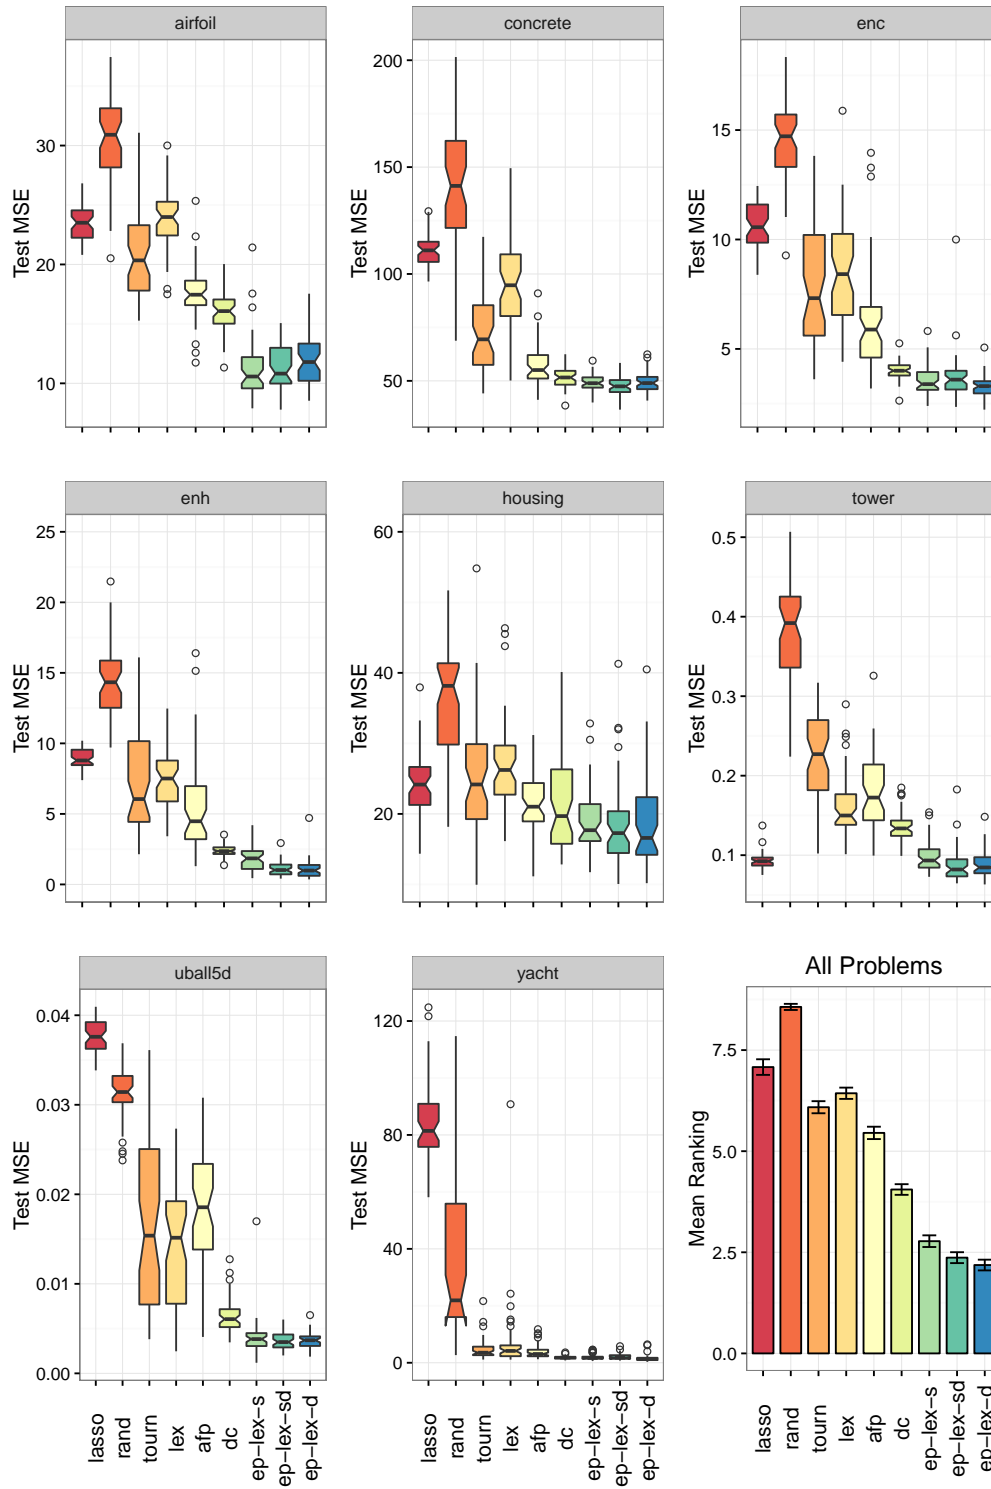 airfoil
concrete
enc
Test MSE
30
20
10
Test MSE
200
150
100
50
Test MSE
15
10
5
enh
housing
tower
Test MSE
25
20
15
10
5
0
Test MSE
60
40
20
Test MSE
0.5
0.4
0.3
0.2
0.1
uball5d
yacht
All Problems
Test MSE
0.04
0.03
0.02
0.01
0.00
Test MSE
120
80
40
0
Mean Ranking
7.5
5.0
2.5
0.0
lasso
rand
tourn
lex
afp
dc
ep−lex−s
ep−lex−sd
ep−lex−d
lasso
rand
tourn
lex
afp
dc
ep−lex−s
ep−lex−sd
ep−lex−d
lasso
rand
tourn
lex
afp
dc
ep−lex−s
ep−lex−sd
ep−lex−d